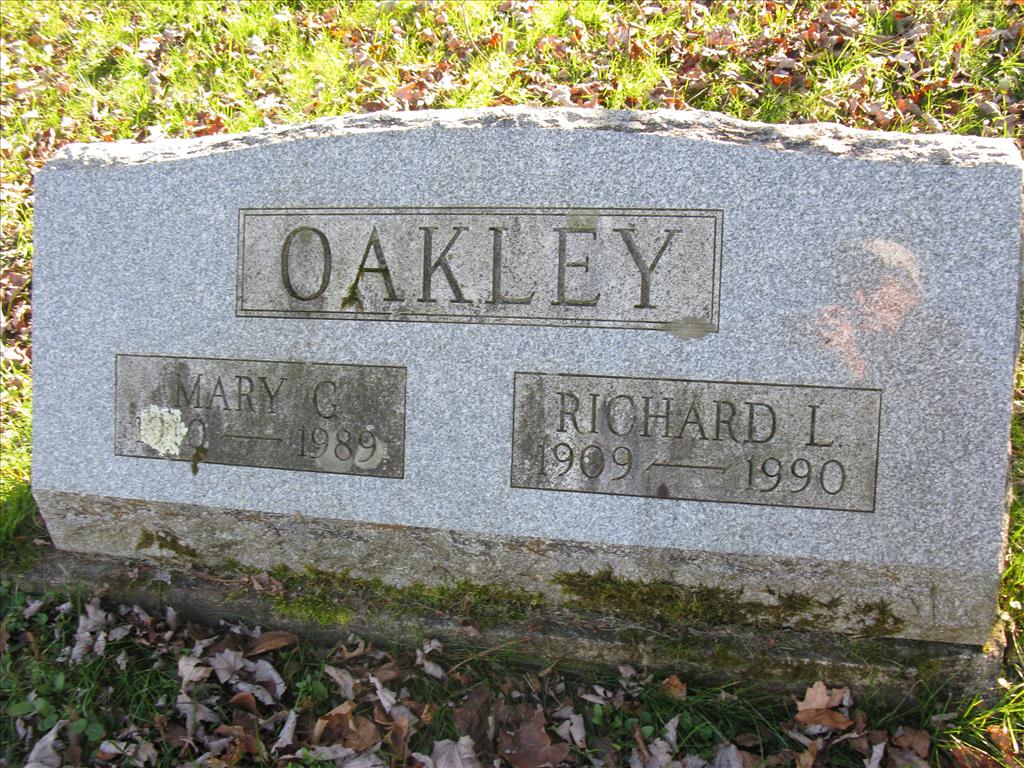 OAKLEY
MARY G.
1989
RICHARD L.
1909 — 1990